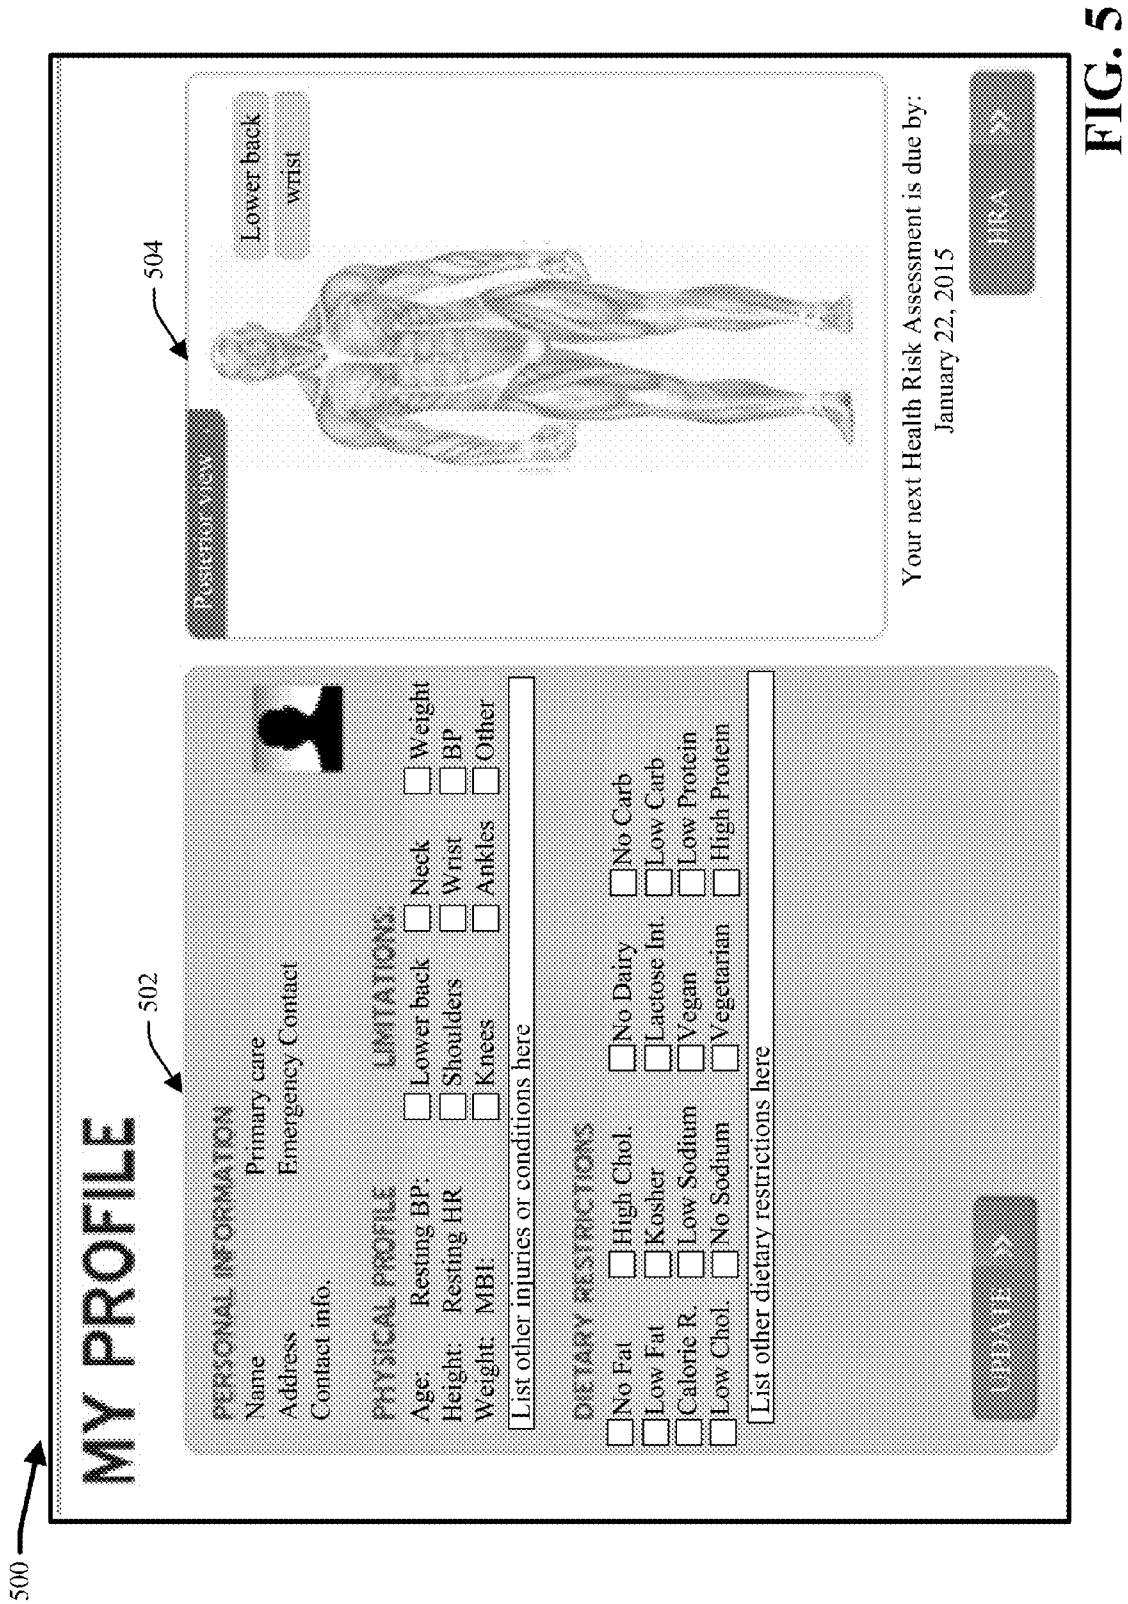 500
MY PROFILE
502
504
PERSONAL INFORMATION
Name Primary care
Address Emergency Contact
Contact info.
PHYSICAL PROFILE LIMITATIONS:
Age: Resting BP: Lower back Neck Weight
Height: Resting HR Shoulders Wrist BP
Weight: MBI. Knees Ankles Other
List other injuries or conditions here
DIETARY RESTRICTIONS
No Fat High Chol. No Dairy No Carb
Low Fat Kosher Lactose Int. Low Carb
Calorie R. Low Sodium Vegan Low Protein
Low Chol. No Sodium Vegetarian High Protein
List other dietary restrictions here
UPDATE >>
Posterior View
Lower back
wrist
Your next Health Risk Assessment is due by:
January 22, 2015
HRA >>
FIG. 5